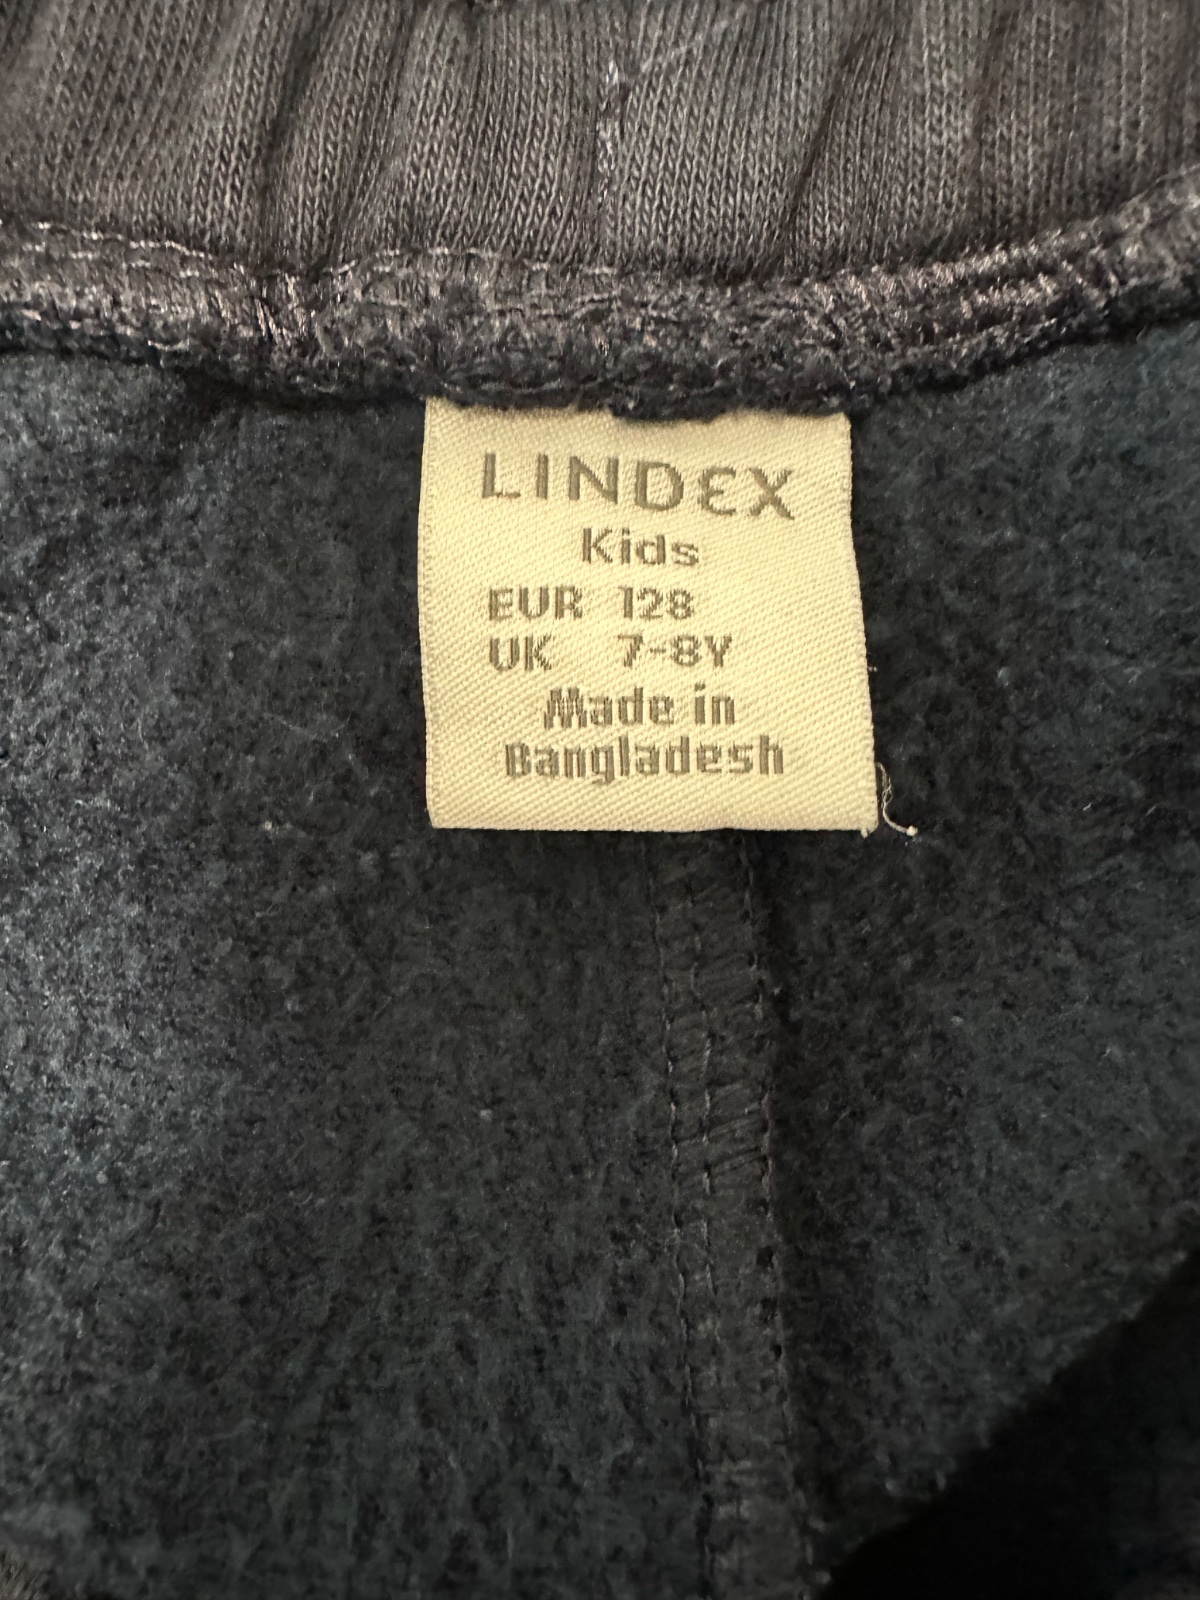 LINDEX
Kids
EUR 128
UK 7-8Y
Made in
Bangladesh